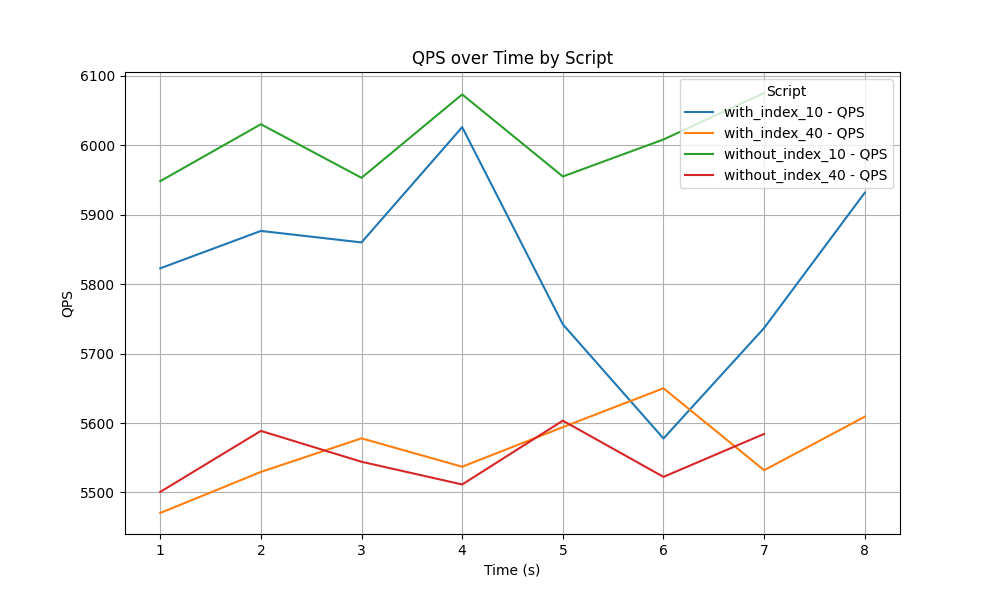 QPS over Time by Script
QPS
6100
6000
5900
5800
5700
5600
5500
Script
with_index_10 - QPS
with_index_40 - QPS
without_index_10 - QPS
without_index_40 - QPS
1 2 3 4 5 6 7 8
Time (s)